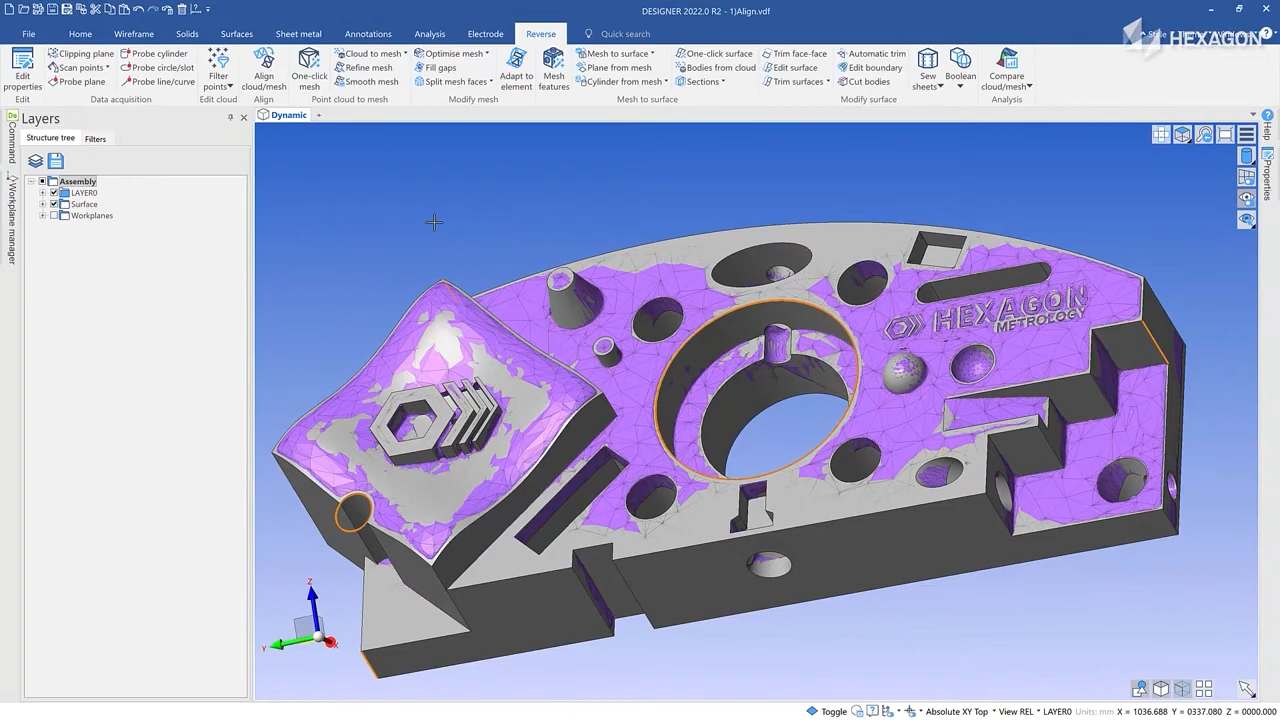 DESIGNER 2022.0 R2 - 1)Align.vdf
File Home Wireframe Solids Surfaces Sheet metal Annotations Analysis Electrode Reverse Quick search Style
HEXAGON
Edit properties
Edit
Clipping plane
Scan points
Probe plane
Probe cylinder
Probe circle/slot
Probe line/curve
Data acquisition
Filter points
Edit cloud
Align cloud/mesh
Align
One-click mesh
Cloud to mesh
Refine mesh
Smooth mesh
Point cloud to mesh
Optimise mesh
Fill gaps
Split mesh faces
Adapt to element
Modify mesh
Mesh features
Mesh to surface
Plane from mesh
Cylinder from mesh
One-click surface
Bodies from cloud
Sections
Mesh to surface
Trim face-face
Edit surface
Trim surfaces
Automatic trim
Edit boundary
Cut bodies
Sew sheets
Boolean
Modify surface
Compare cloud/mesh
Analysis
Command
Workplane manager
Layers
Structure tree Filters
Assembly
LAYER0
Surface
Workplanes
Dynamic
+
Help
Properties
HEXAGON
METROLOGY
Z
Y
X
Toggle Absolute XY Top View REL LAYER0 Units: mm X = 1036.688 Y = 0337.080 Z = 0000.000